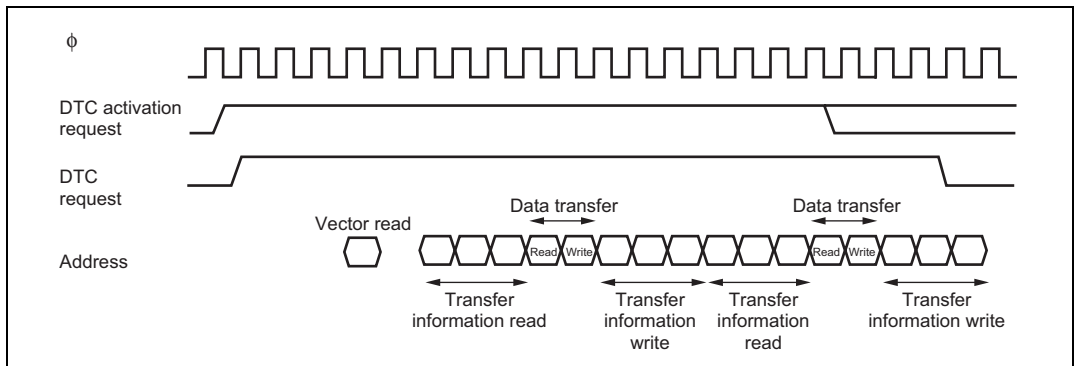 ϕ
DTC activation
request
DTC
request
Data transfer
Data transfer
Vector read
Address
Read
Write
Read
Write
Transfer
information read
Transfer
information
write
Transfer
information
read
Transfer
information write